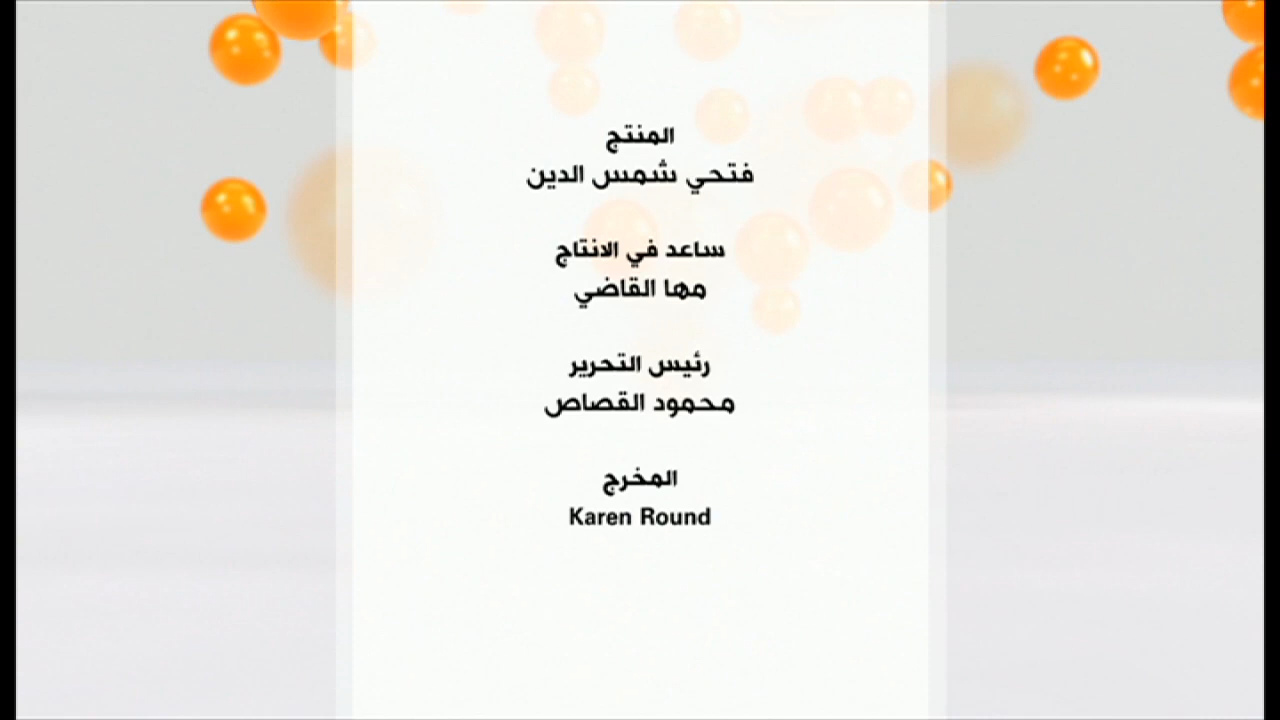 المنتج
فتحي شمس الدين
ساعد في الانتاج
مها القاضي
رئيس التحرير
محمود القصاص
المخرج
Karen Round